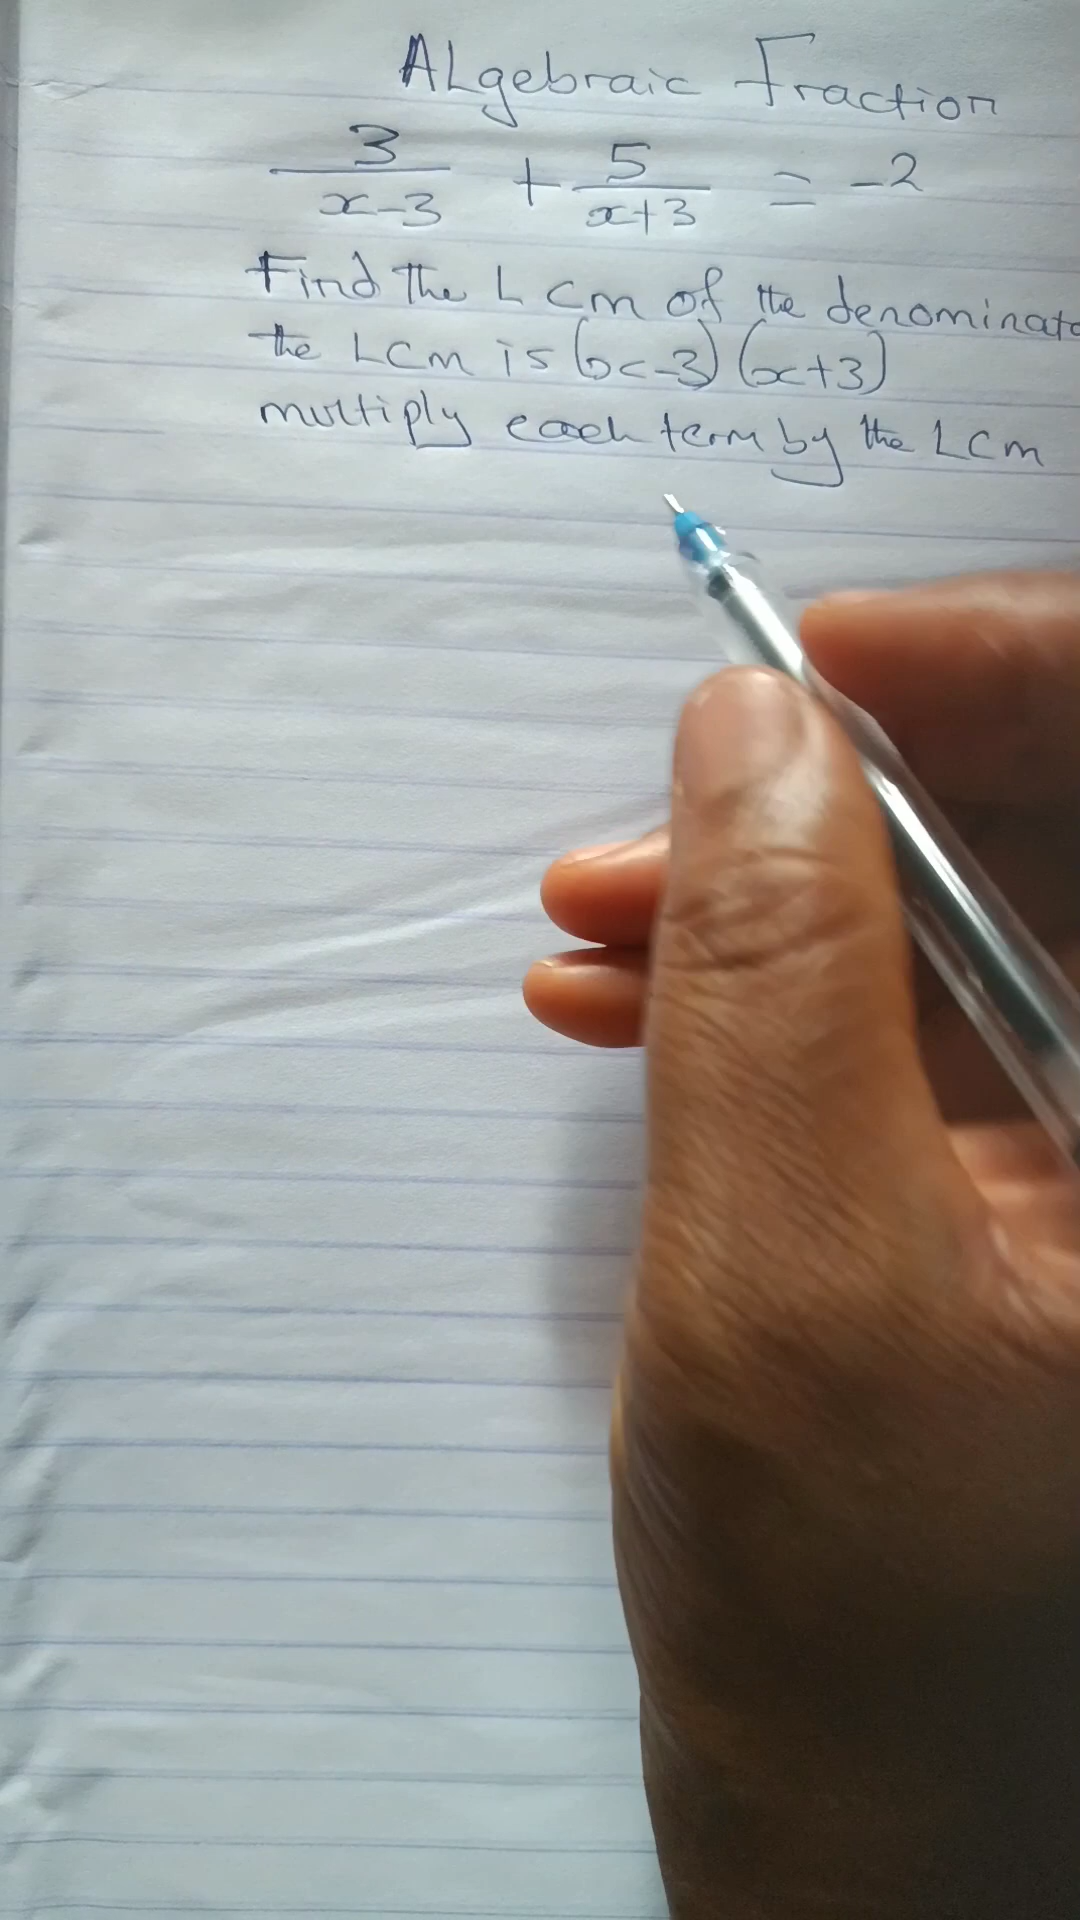 ALgebraic Fraction
3/(x-3) + 5/(x+3) = -2
Find the LCm of the denominato
the LCm is (x-3)(x+3)
multiply each term by the LCm